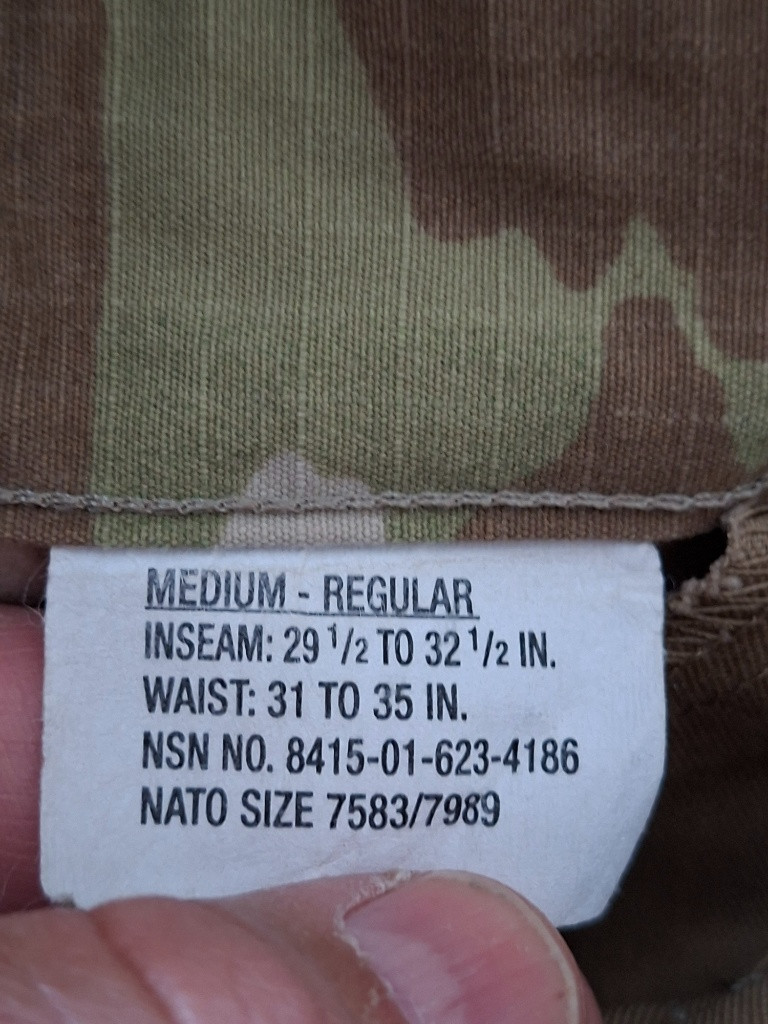 MEDIUM - REGULAR
INSEAM: 29 1/2 TO 32 1/2 IN.
WAIST: 31 TO 35 IN.
NSN NO. 8415-01-623-4186
NATO SIZE 7583/7989